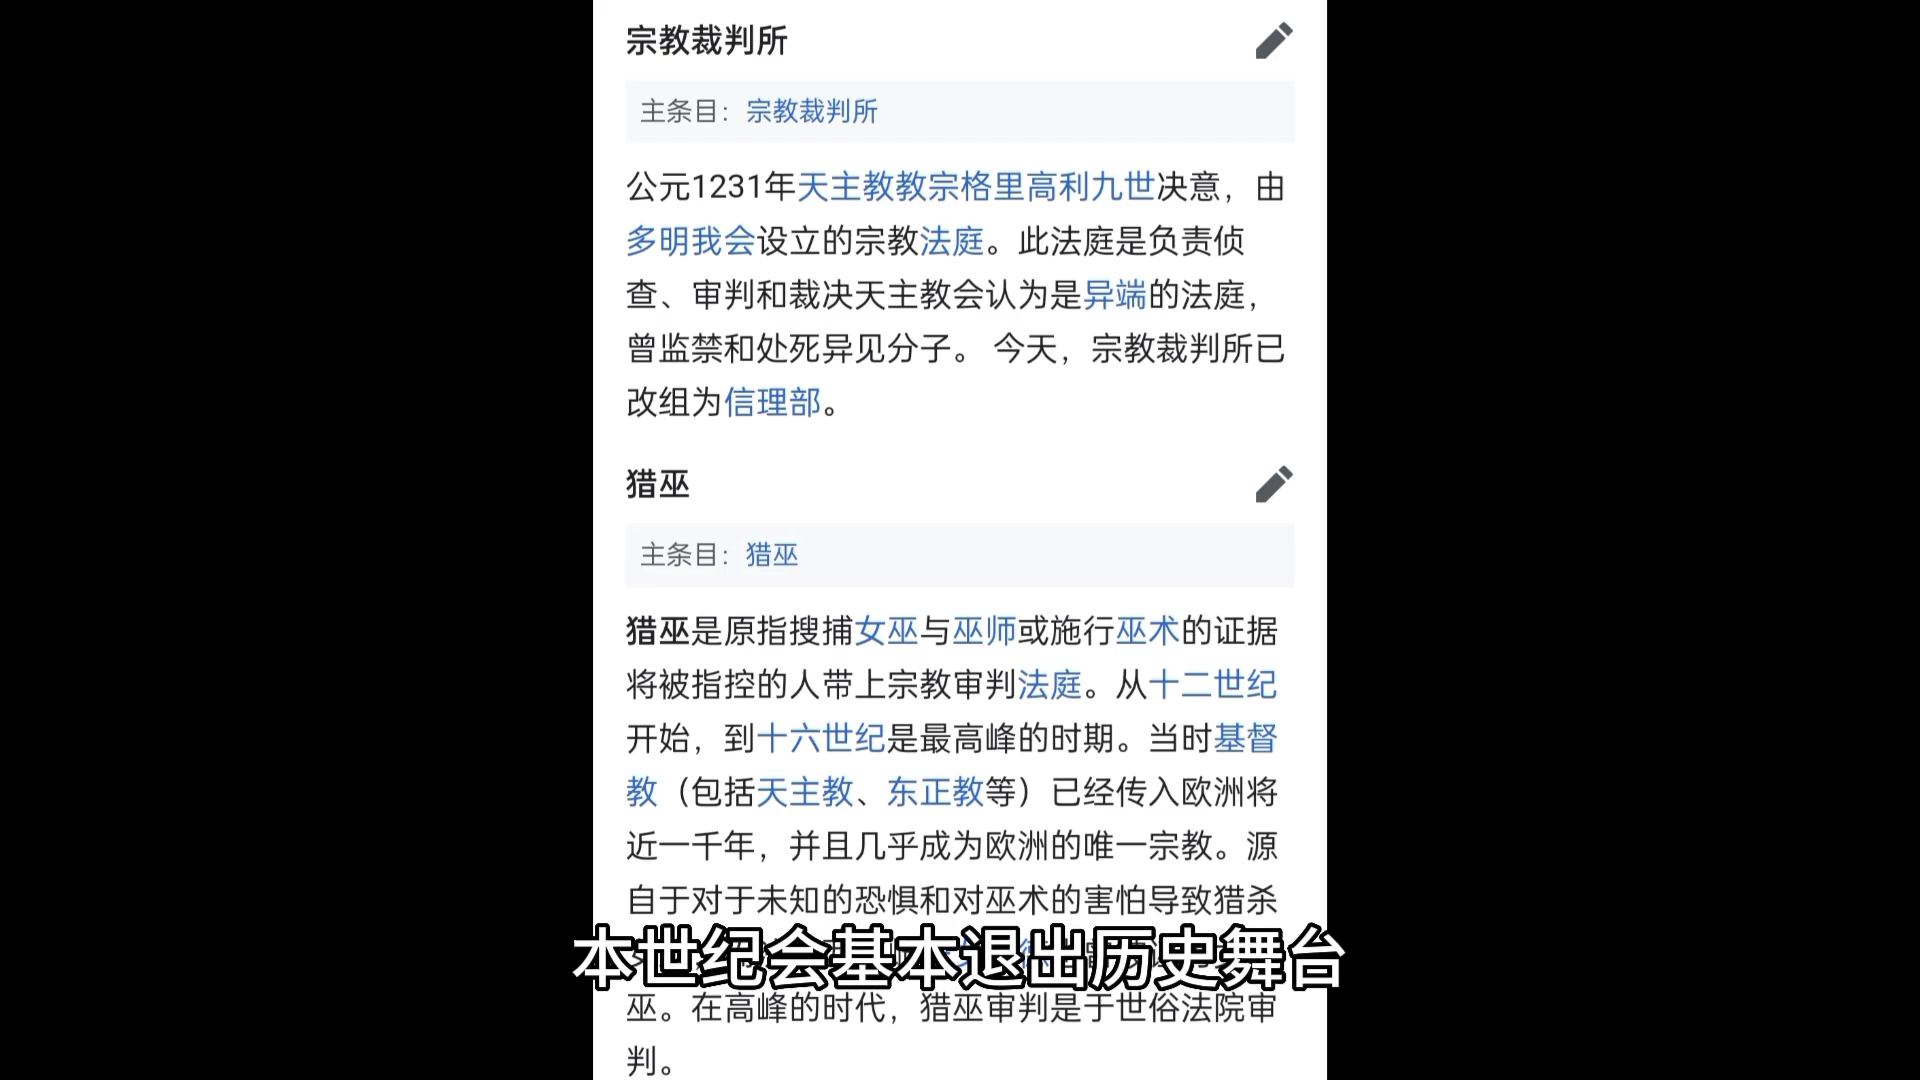 宗教裁判所
主条目：宗教裁判所
公元1231年天主教教宗格里高利九世决意，由
多明我会设立的宗教法庭。此法庭是负责侦
查、审判和裁决天主教会认为是异端的法庭，
曾监禁和处死异见分子。 今天，宗教裁判所已
改组为信理部。
猎巫
主条目：猎巫
猎巫是原指搜捕女巫与巫师或施行巫术的证据
将被指控的人带上宗教审判法庭。从十二世纪
开始，到十六世纪是最高峰的时期。当时基督
教（包括天主教、东正教等）已经传入欧洲将
近一千年，并且几乎成为欧洲的唯一宗教。源
自于对于未知的恐惧和对巫术的害怕导致猎杀
本世纪会基本退出历史舞台
巫。在高峰的时代，猎巫审判是于世俗法院审
判。